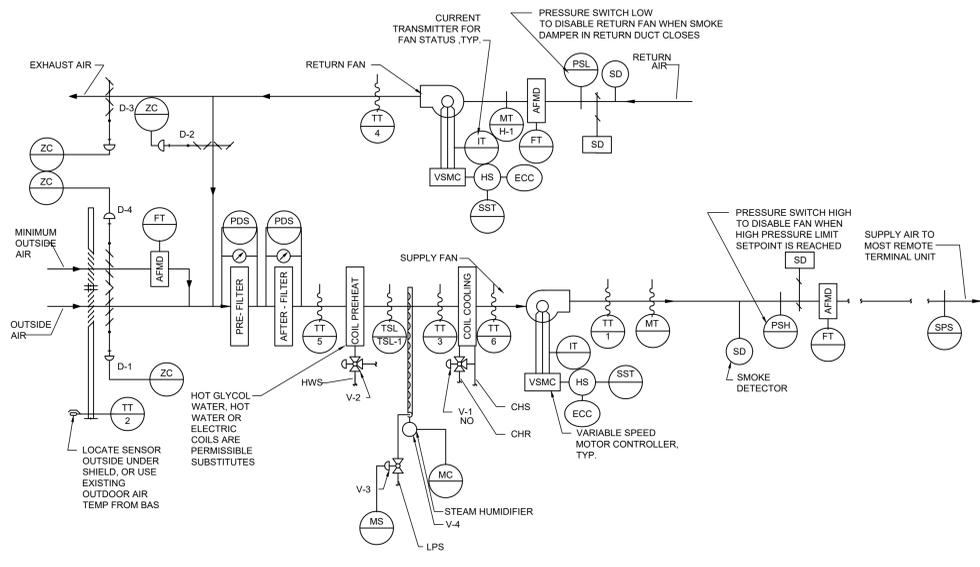 CURRENT
TRANSMITTER FOR
FAN STATUS ,TYP.
PRESSURE SWITCH LOW
TO DISABLE RETURN FAN WHEN SMOKE
DAMPER IN RETURN DUCT CLOSES
EXHAUST AIR
RETURN FAN
RETURN
AIR
PSL
SD
AFMD
D-3
ZC
TT
4
MT
H-1
FT
SD
ZC
D-2
IT
VSMC
HS
ECC
SST
ZC
D-4
FT
PDS
PDS
MINIMUM
OUTSIDE
AIR
AFMD
OUTSIDE
AIR
PRE- FILTER
AFTER - FILTER
TT
5
COIL PREHEAT
TSL
TSL-1
TT
3
COIL COOLING
TT
6
SUPPLY FAN
TT
1
MT
PRESSURE SWITCH HIGH
TO DISABLE FAN WHEN
HIGH PRESSURE LIMIT
SETPOINT IS REACHED
SUPPLY AIR TO
MOST REMOTE
TERMINAL UNIT
SD
PSH
AFMD
FT
SPS
SD
SMOKE
DETECTOR
D-1
ZC
TT
2
HWS
V-2
V-1
NO
CHS
CHR
IT
VSMC
HS
SST
ECC
VARIABLE SPEED
MOTOR CONTROLLER,
TYP.
HOT GLYCOL
WATER, HOT
WATER OR
ELECTRIC
COILS ARE
PERMISSIBLE
SUBSTITUTES
LOCATE SENSOR
OUTSIDE UNDER
SHIELD, OR USE
EXISTING
OUTDOOR AIR
TEMP FROM BAS
V-3
MC
MS
STEAM HUMIDIFIER
V-4
LPS